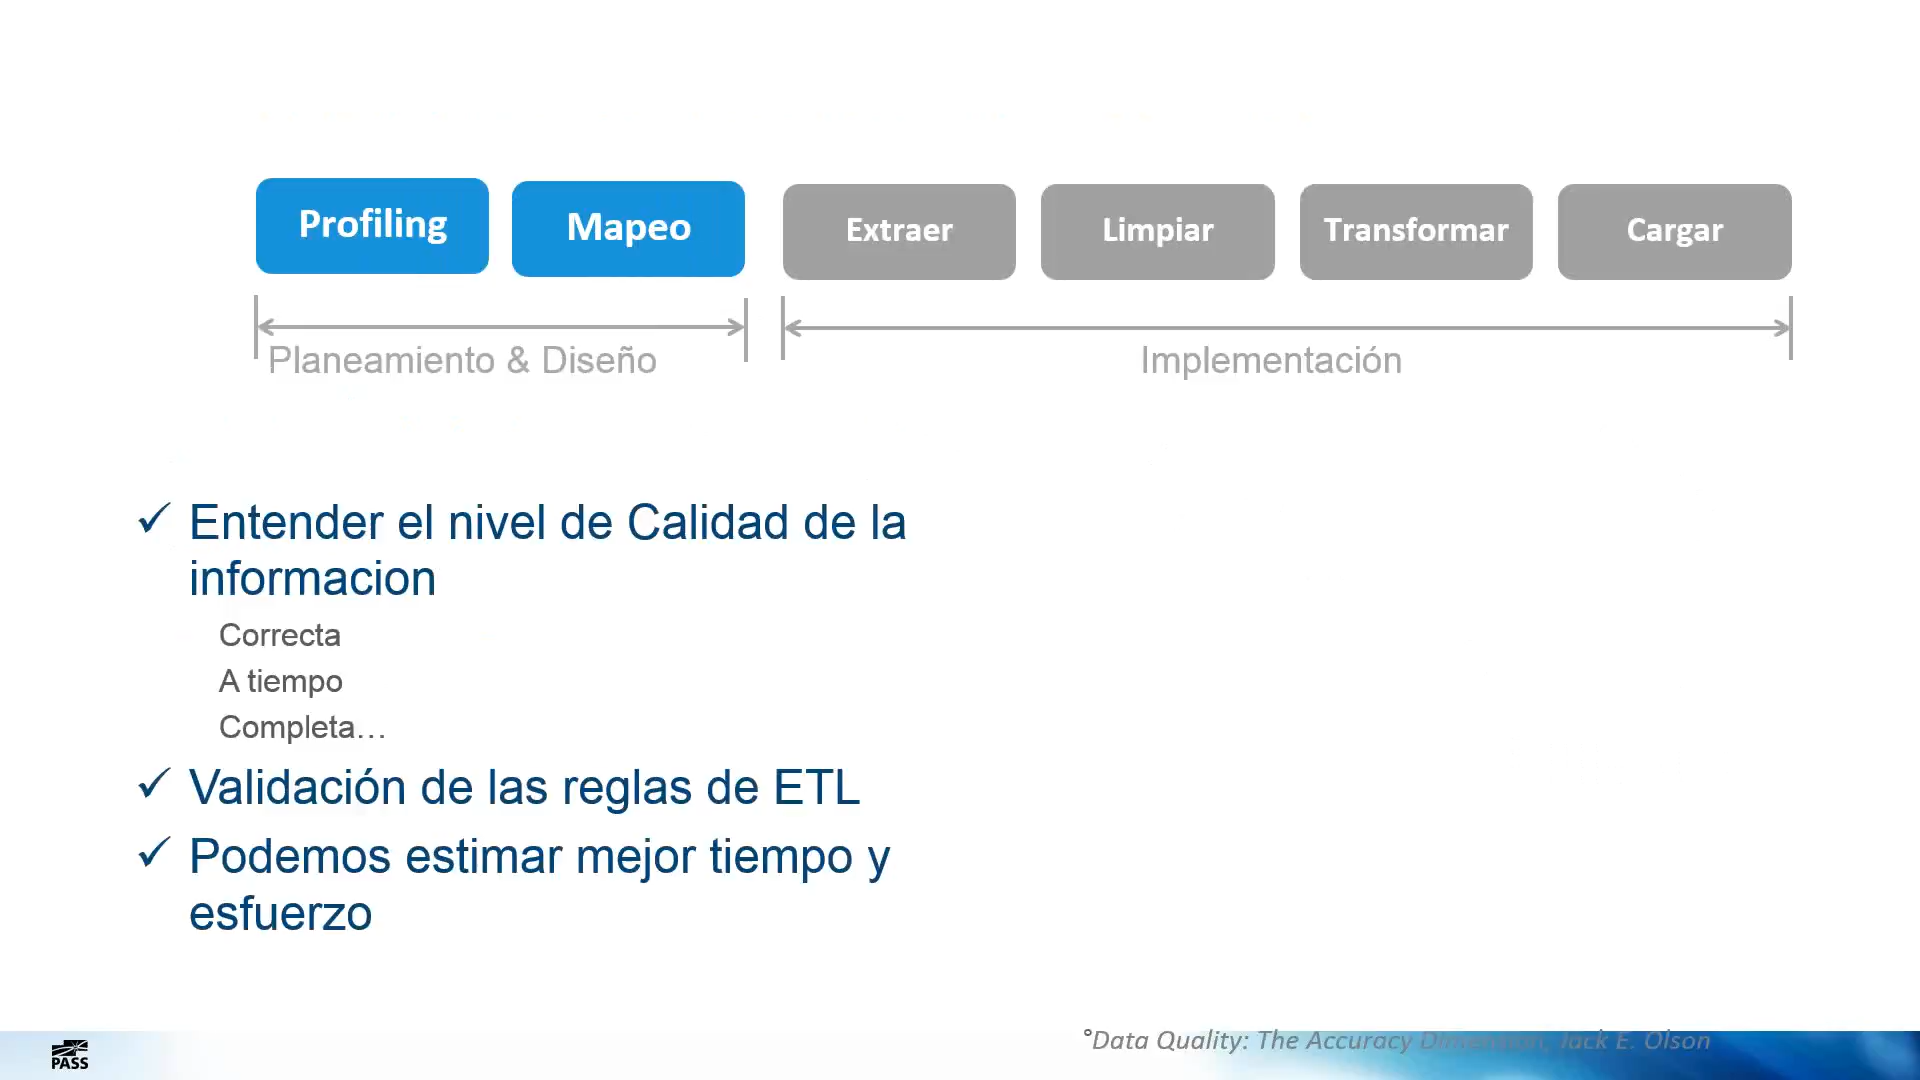 Profiling
Mapeo
Extraer
Limpiar
Transformar
Cargar
Planeamiento & Diseño
Implementación
✓ Entender el nivel de Calidad de la
informacion
Correcta
A tiempo
Completa…
✓ Validación de las reglas de ETL
✓ Podemos estimar mejor tiempo y
esfuerzo
°Data Quality: The Accuracy Dimension, Jack E. Olson
PASS